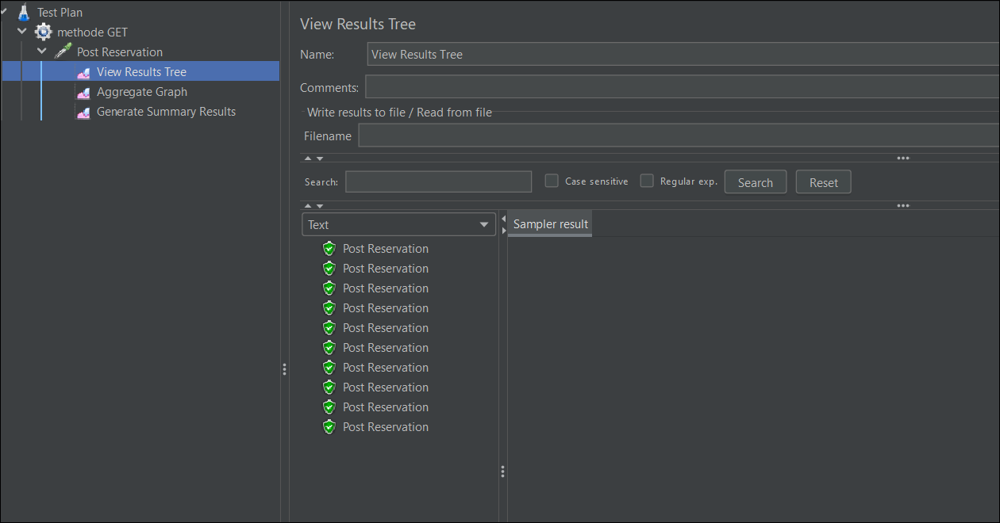 Test Plan
methode GET
Post Reservation
View Results Tree
Aggregate Graph
Generate Summary Results
View Results Tree
Name: View Results Tree
Comments:
Write results to file / Read from file
Filename
Search: Case sensitive Regular exp. Search Reset
Text
Sampler result
Post Reservation
Post Reservation
Post Reservation
Post Reservation
Post Reservation
Post Reservation
Post Reservation
Post Reservation
Post Reservation
Post Reservation